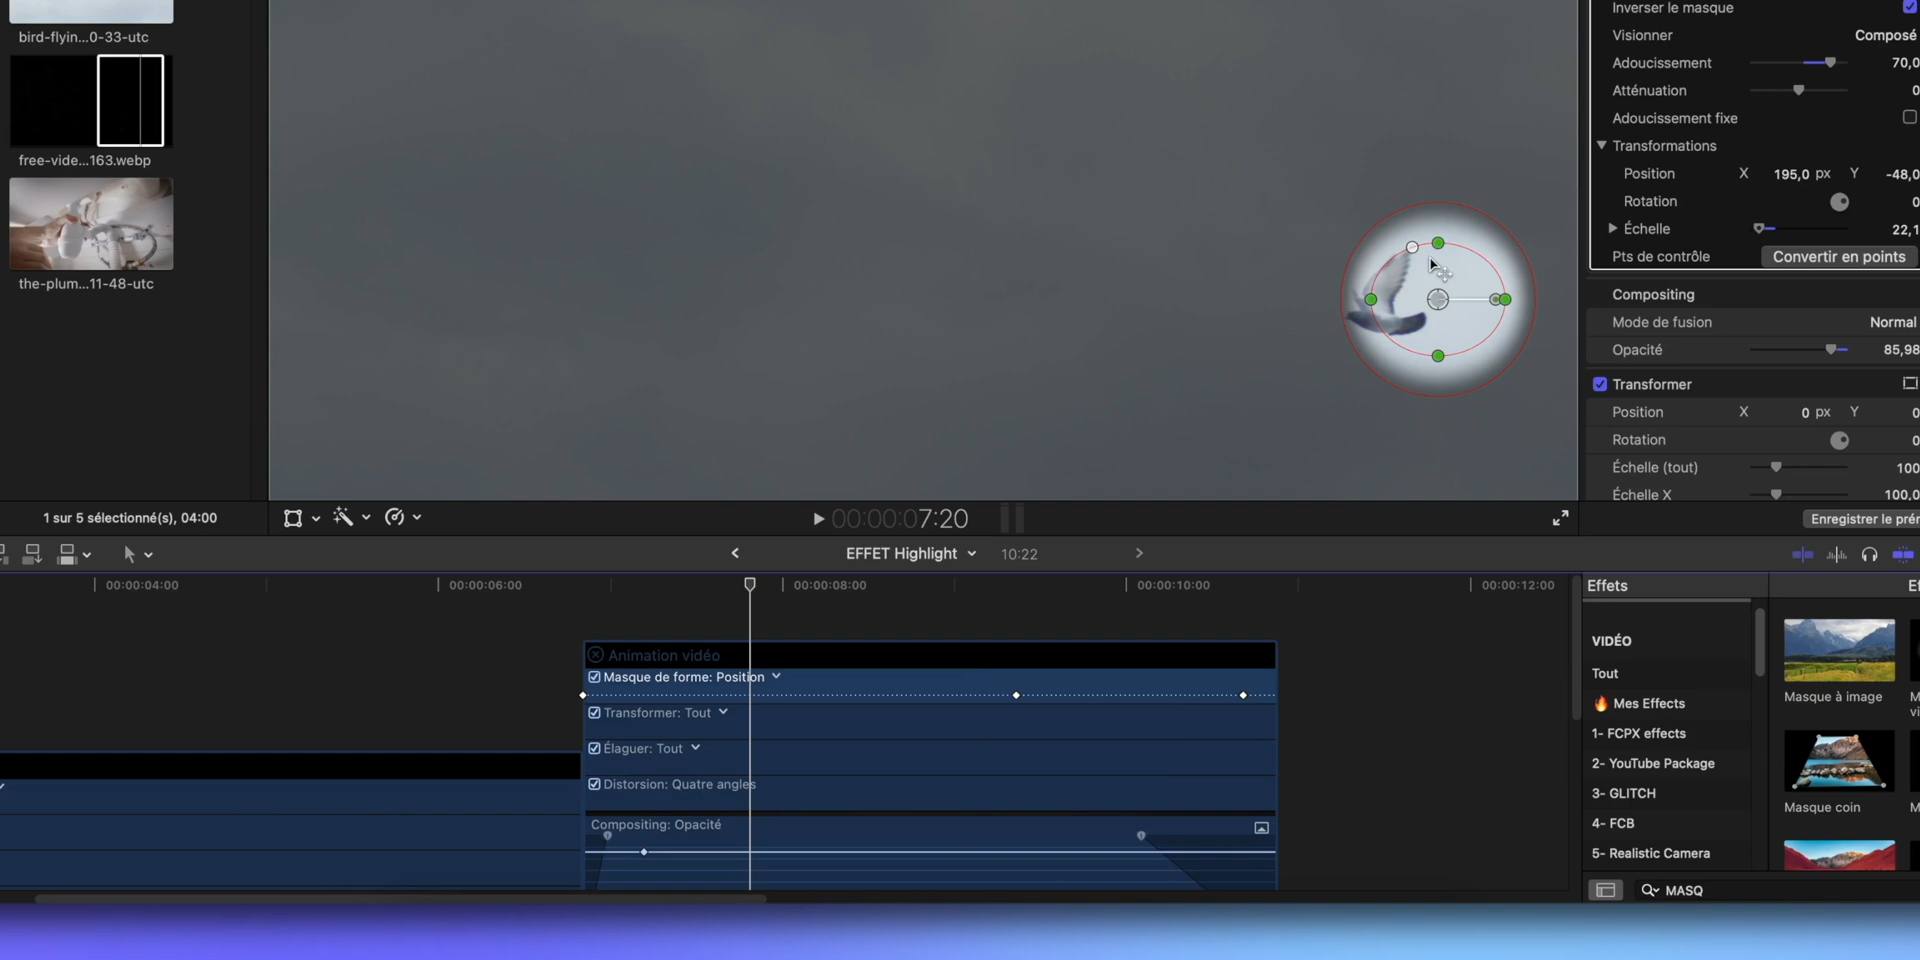 bird-flyin...0-33-utc
free-vide...163.webp
the-plum...11-48-utc
Inverser le masque
Visionner Composé
Adoucissement 70,0
Atténuation 0
Adoucissement fixe
Transformations
Position X 195,0 px Y -48,0
Rotation 0
Échelle 22,1
Pts de contrôle Convertir en points
Compositing
Mode de fusion Normal
Opacité 85,98
Transformer
Position X 0 px Y 0
Rotation 0
Échelle (tout) 100
Échelle X 100,0
1 sur 5 sélectionné(s), 04:00
00:00:07:20
Enregistrer le prér
EFFET Highlight 10:22
00:00:04:00 00:00:06:00 00:00:08:00 00:00:10:00 00:00:12:00
Animation vidéo
Masque de forme: Position
Transformer: Tout
Élaguer: Tout
Distorsion: Quatre angles
Compositing: Opacité
Effets
VIDÉO
Tout
Mes Effects
1- FCPX effects
2- YouTube Package
3- GLITCH
4- FCB
5- Realistic Camera
Masque à image
Masque coin
MASQ